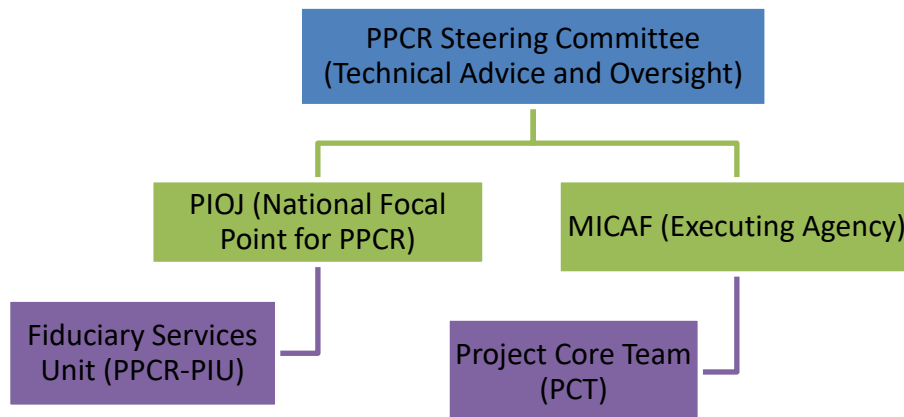 PPCR Steering Committee
(Technical Advice and Oversight)
PIOJ (National Focal
Point for PPCR)
MICAF (Executing Agency)
Fiduciary Services
Unit (PPCR-PIU)
Project Core Team
(PCT)